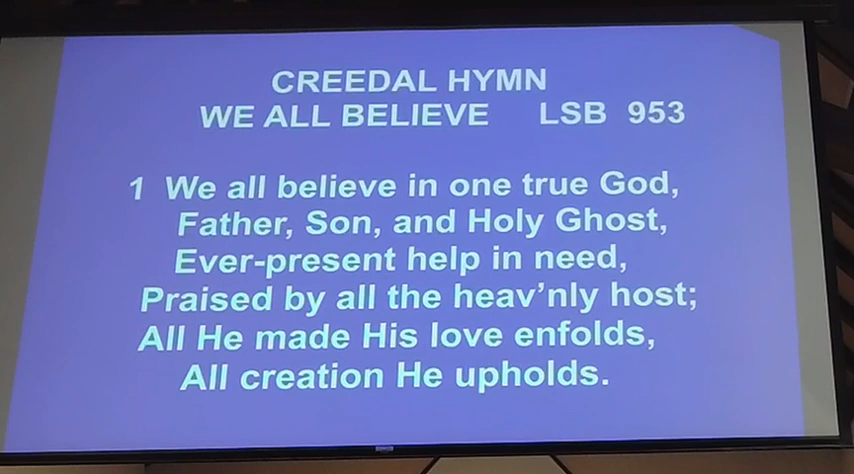 CREEDAL HYMN
WE ALL BELIEVE LSB 953
1 We all believe in one true God,
Father, Son, and Holy Ghost,
Ever-present help in need,
Praised by all the heav’nly host;
All He made His love enfolds,
All creation He upholds.